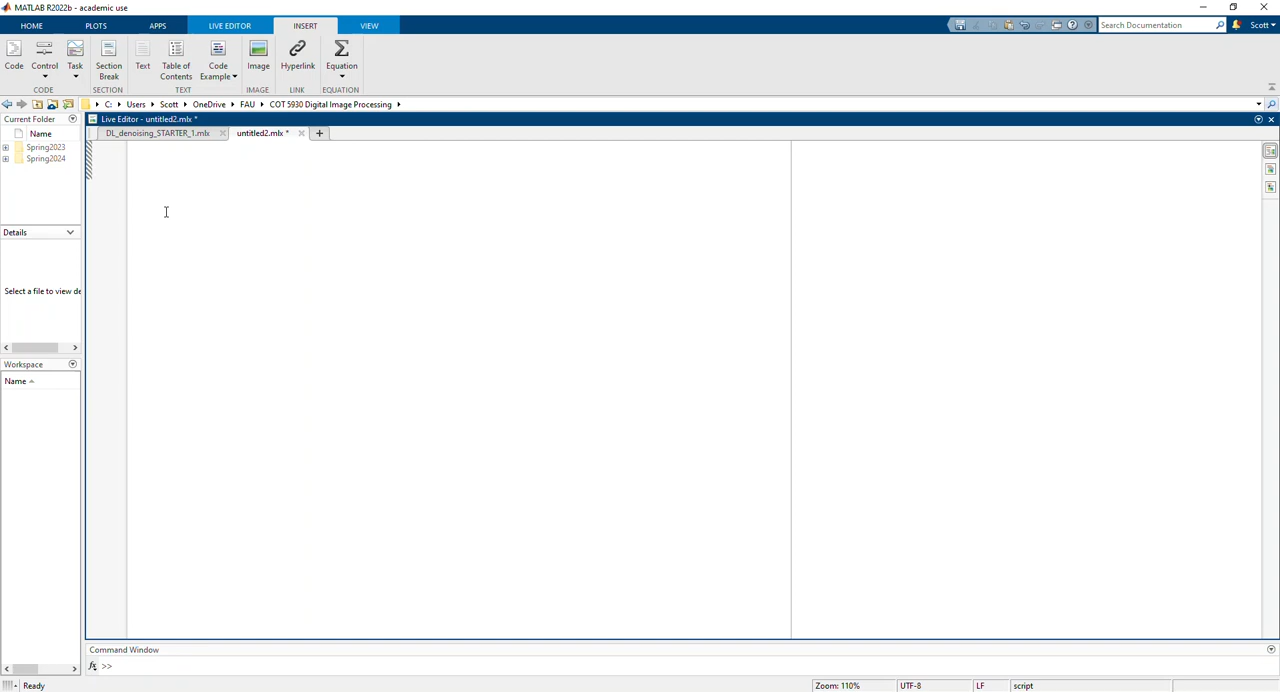 MATLAB R2022b - academic use
HOME PLOTS APPS LIVE EDITOR INSERT VIEW
Search Documentation Scott
Code Control Task Section Break Text Table of Contents Code Example Image Hyperlink Equation
CODE SECTION TEXT IMAGE LINK EQUATION
C: Users Scott OneDrive FAU COT 5930 Digital Image Processing
Current Folder
Live Editor - untitled2.mlx *
Name
DL_denoising_STARTER_1.mlx
untitled2.mlx *
Spring2023
Spring2024
Details
Select a file to view de
Workspace
Name
Command Window
fx >>
Ready
Zoom: 110% UTF-8 LF script